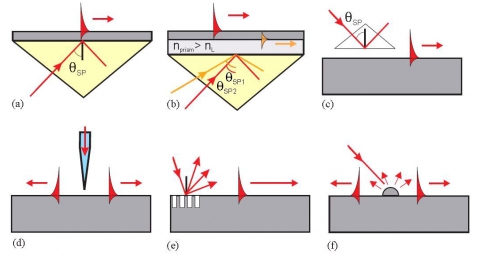 θSP
(a)
nprism> nL
θSP1
θSP2
(b)
θSP
(c)
(d)
(e)
(f)